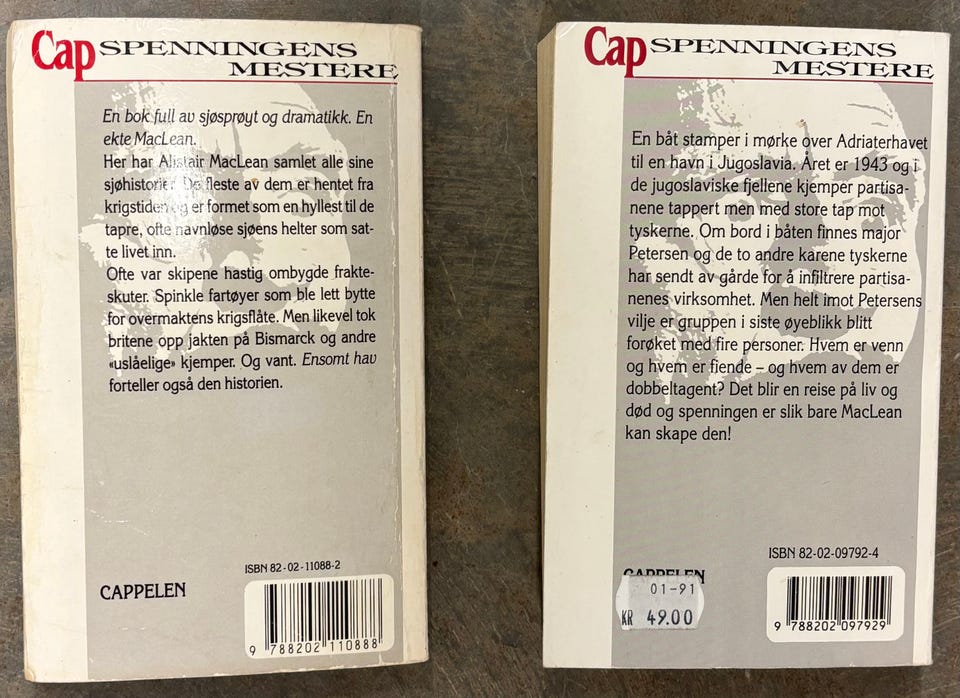 Cap SPENNINGENS
MESTERE
En bok full av sjøsprøyt og dramatikk. En
ekte MacLean.
Her har Alistair MacLean samlet alle sine
sjøhistorier. De fleste av dem er hentet fra
krigstiden og er formet som en hyllest til de
tapre, ofte navnløse sjøens helter som sat-
te livet inn.
Ofte var skipene hastig ombygde frakte-
skuter. Spinkle fartøyer som ble lett bytte
for overmaktens krigsflåte. Men likevel tok
britene opp jakten på Bismarck og andre
«uslåelige» kjemper. Og vant. Ensomt hav
forteller også den historien.
ISBN 82-02-11088-2
CAPPELEN
9 788202 110888
Cap SPENNINGENS
MESTERE
En båt stamper i mørke over Adriaterhavet
til en havn i Jugoslavia. Året er 1943 og i
de jugoslaviske fjellene kjemper partisa-
nene tappert men med store tap mot
tyskerne. Om bord i båten finnes major
Petersen og de to andre karene tyskerne
har sendt av gårde for å infiltrere partisa-
nenes virksomhet. Men helt imot Petersens
vilje er gruppen i siste øyeblikk blitt
forøket med fire personer. Hvem er venn
og hvem er fiende – og hvem av dem er
dobbeltagent? Det blir en reise på liv og
død og spenningen er slik bare MacLean
kan skape den!
ISBN 82-02-09792-4
CAPPELEN
01-91
KR 49.00
9 788202 097929